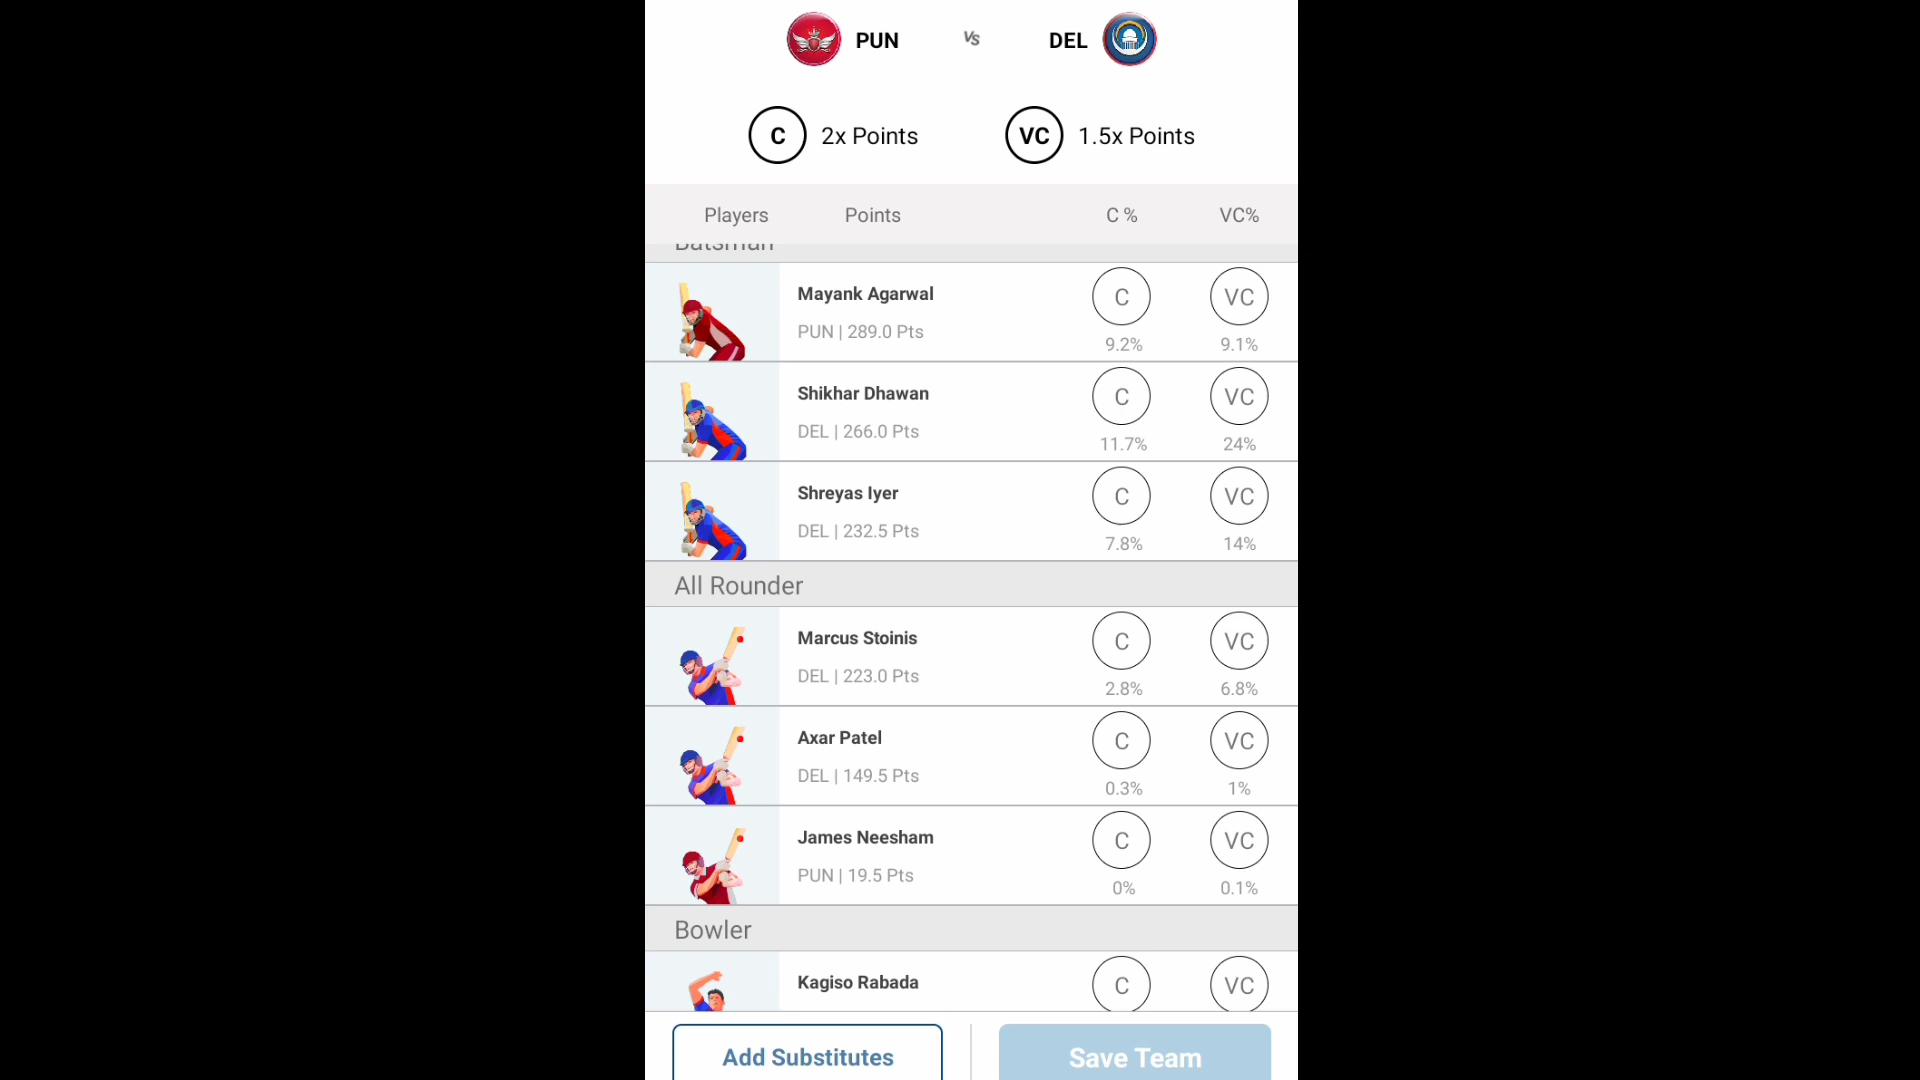 PUN Vs DEL
C 2x Points VC 1.5x Points
Players Points C % VC%
Batsman
Mayank Agarwal C VC
PUN | 289.0 Pts 9.2% 9.1%
Shikhar Dhawan C VC
DEL | 266.0 Pts 11.7% 24%
Shreyas Iyer C VC
DEL | 232.5 Pts 7.8% 14%
All Rounder
Marcus Stoinis C VC
DEL | 223.0 Pts 2.8% 6.8%
Axar Patel C VC
DEL | 149.5 Pts 0.3% 1%
James Neesham C VC
PUN | 19.5 Pts 0% 0.1%
Bowler
Kagiso Rabada C VC
Add Substitutes Save Team